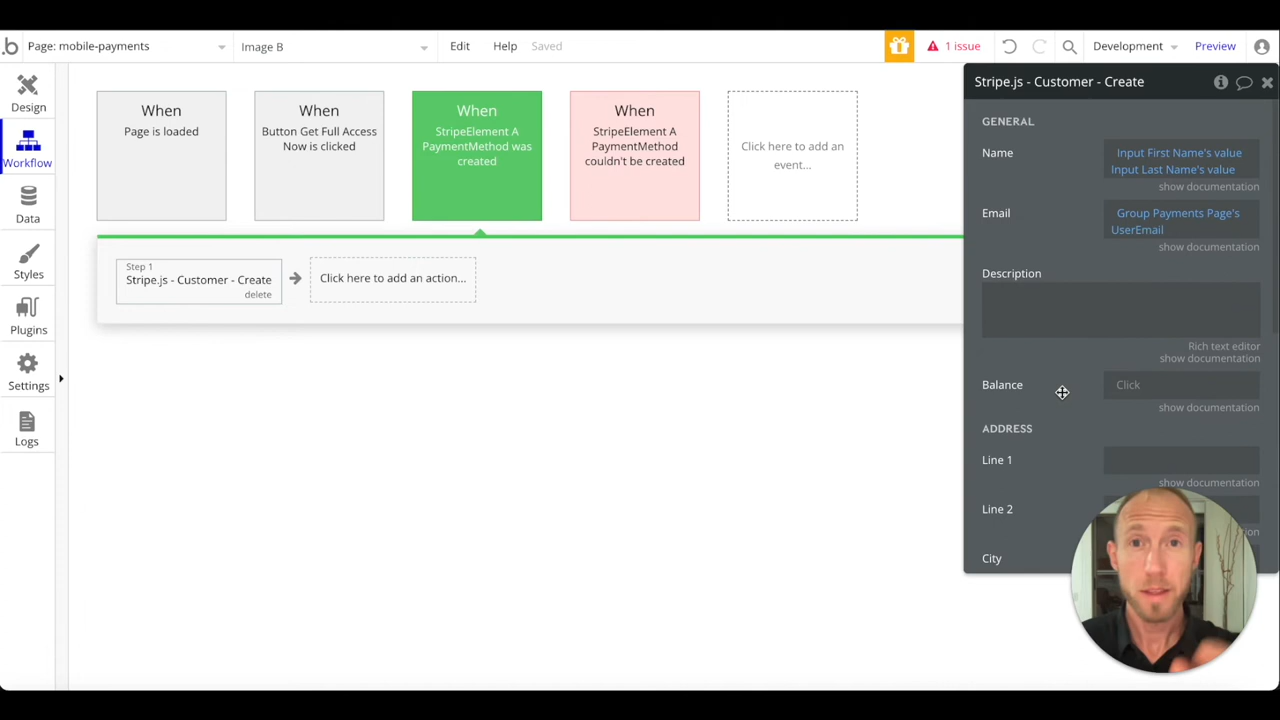 b Page: mobile-payments Image B Edit Help Saved 1 issue Development Preview
Design
Workflow
Data
Styles
Plugins
Settings
Logs
When
Page is loaded
When
Button Get Full Access
Now is clicked
When
StripeElement A
PaymentMethod was
created
When
StripeElement A
PaymentMethod
couldn't be created
Click here to add an
event...
Step 1
Stripe.js - Customer - Create
delete
Click here to add an action...
Stripe.js - Customer - Create
GENERAL
Name
Input First Name's value
Input Last Name's value
show documentation
Email
Group Payments Page's
UserEmail
show documentation
Description
Rich text editor
show documentation
Balance Click
show documentation
ADDRESS
Line 1
show documentation
Line 2
City